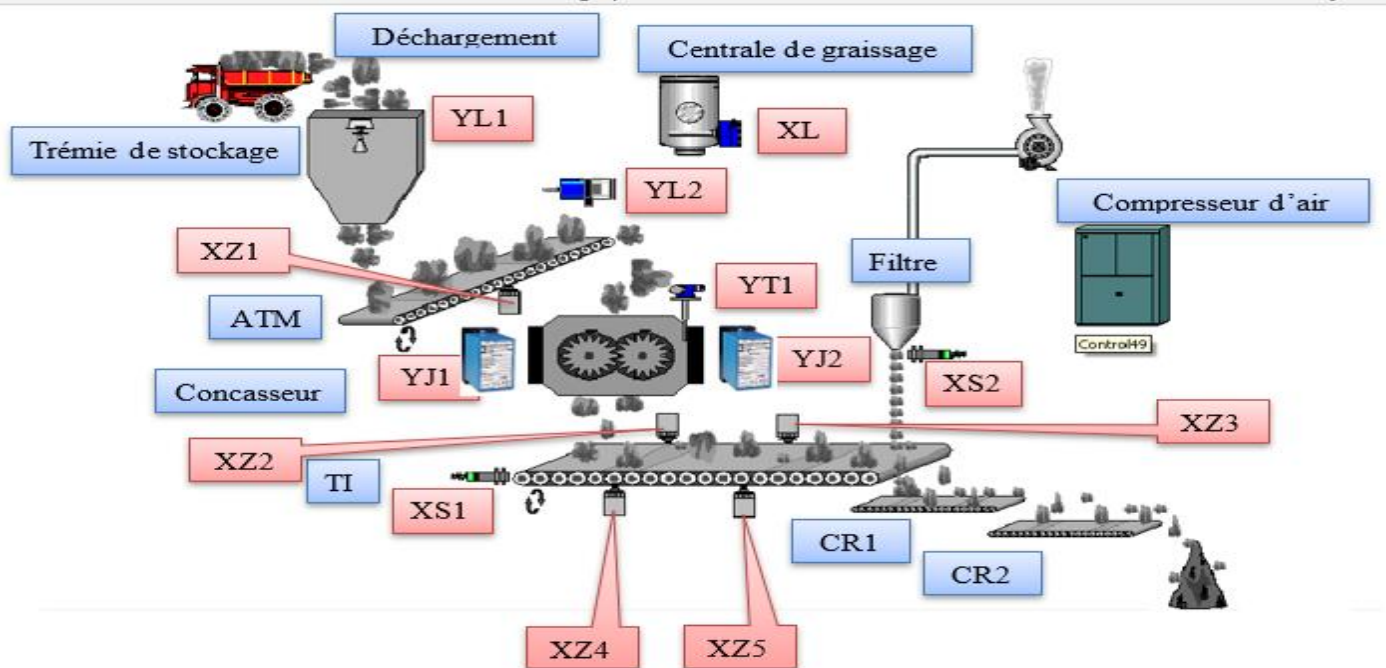 Déchargement
Centrale de graissage
YL1
XL
Trémie de stockage
YL2
Compresseur d'air
XZ1
Filtre
YT1
ATM
Control49
YJ1
YJ2
XS2
Concasseur
XZ3
XZ2
TI
XS1
CR1
CR2
XZ4
XZ5